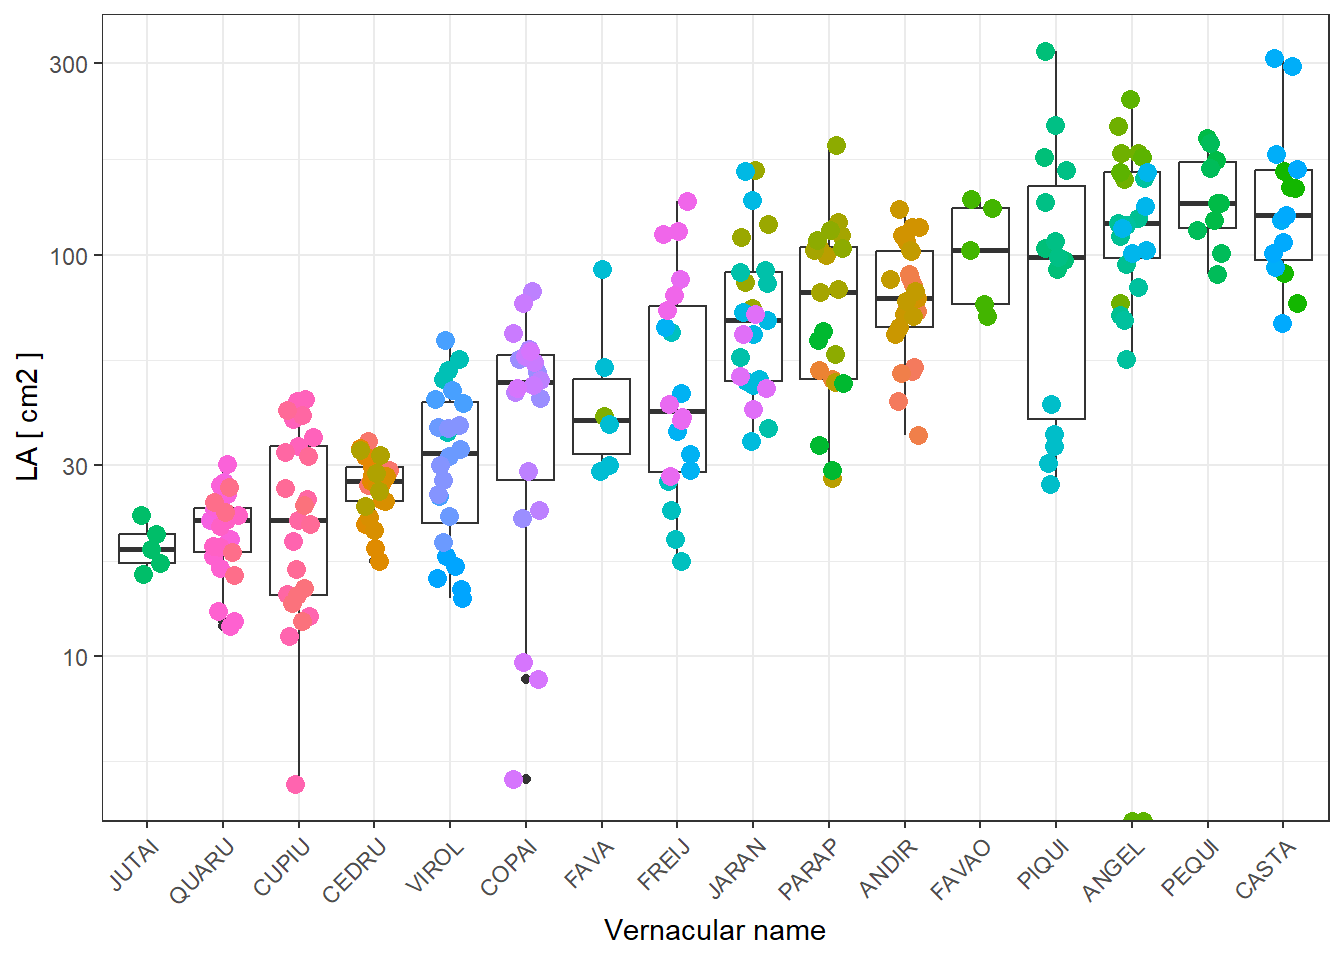 300
100
30
10
LA [ cm2 ]
JUTAI
QUARU
CUPIU
CEDRU
VIROL
COPAI
FAVA
FREIJ
JARAN
PARAP
ANDIR
FAVAO
PIQUI
ANGEL
PEQUI
CASTA
Vernacular name